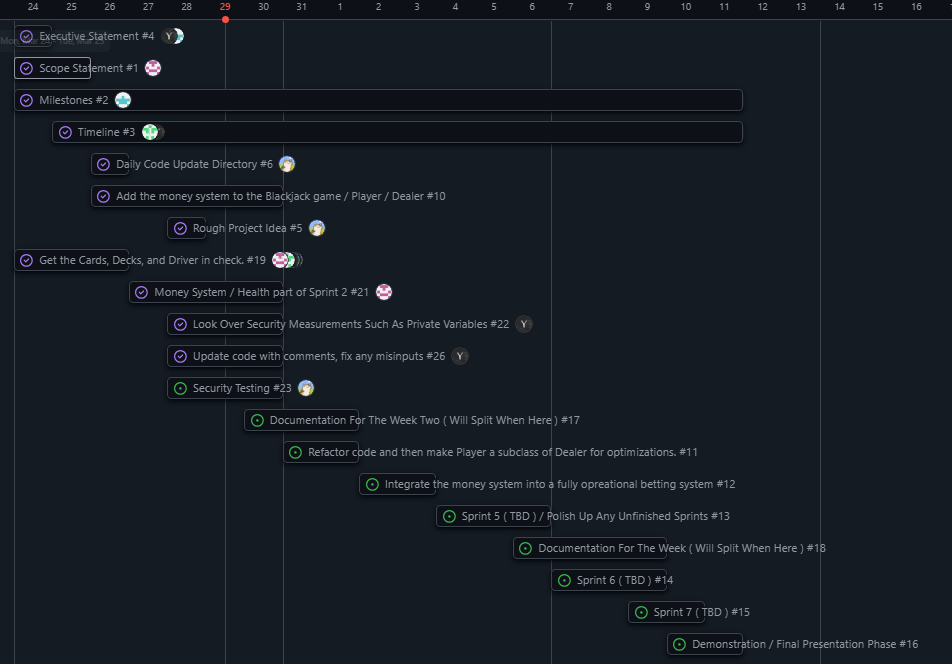 24 25 26 27 28 29 30 31 1 2 3 4 5 6 7 8 9 10 11 12 13 14 15 16
Executive Statement #4 Y
Mon, Mar 24 - Tue, Mar 25
Scope Statement #1
Milestones #2
Timeline #3
Daily Code Update Directory #6
Add the money system to the Blackjack game / Player / Dealer #10
Rough Project Idea #5
Get the Cards, Decks, and Driver in check. #19
Money System / Health part of Sprint 2 #21
Look Over Security Measurements Such As Private Variables #22 Y
Update code with comments, fix any misinputs #26 Y
Security Testing #23
Documentation For The Week Two ( Will Split When Here ) #17
Refactor code and then make Player a subclass of Dealer for optimizations. #11
Integrate the money system into a fully opreational betting system #12
Sprint 5 ( TBD ) / Polish Up Any Unfinished Sprints #13
Documentation For The Week ( Will Split When Here ) #18
Sprint 6 ( TBD ) #14
Sprint 7 ( TBD ) #15
Demonstration / Final Presentation Phase #16